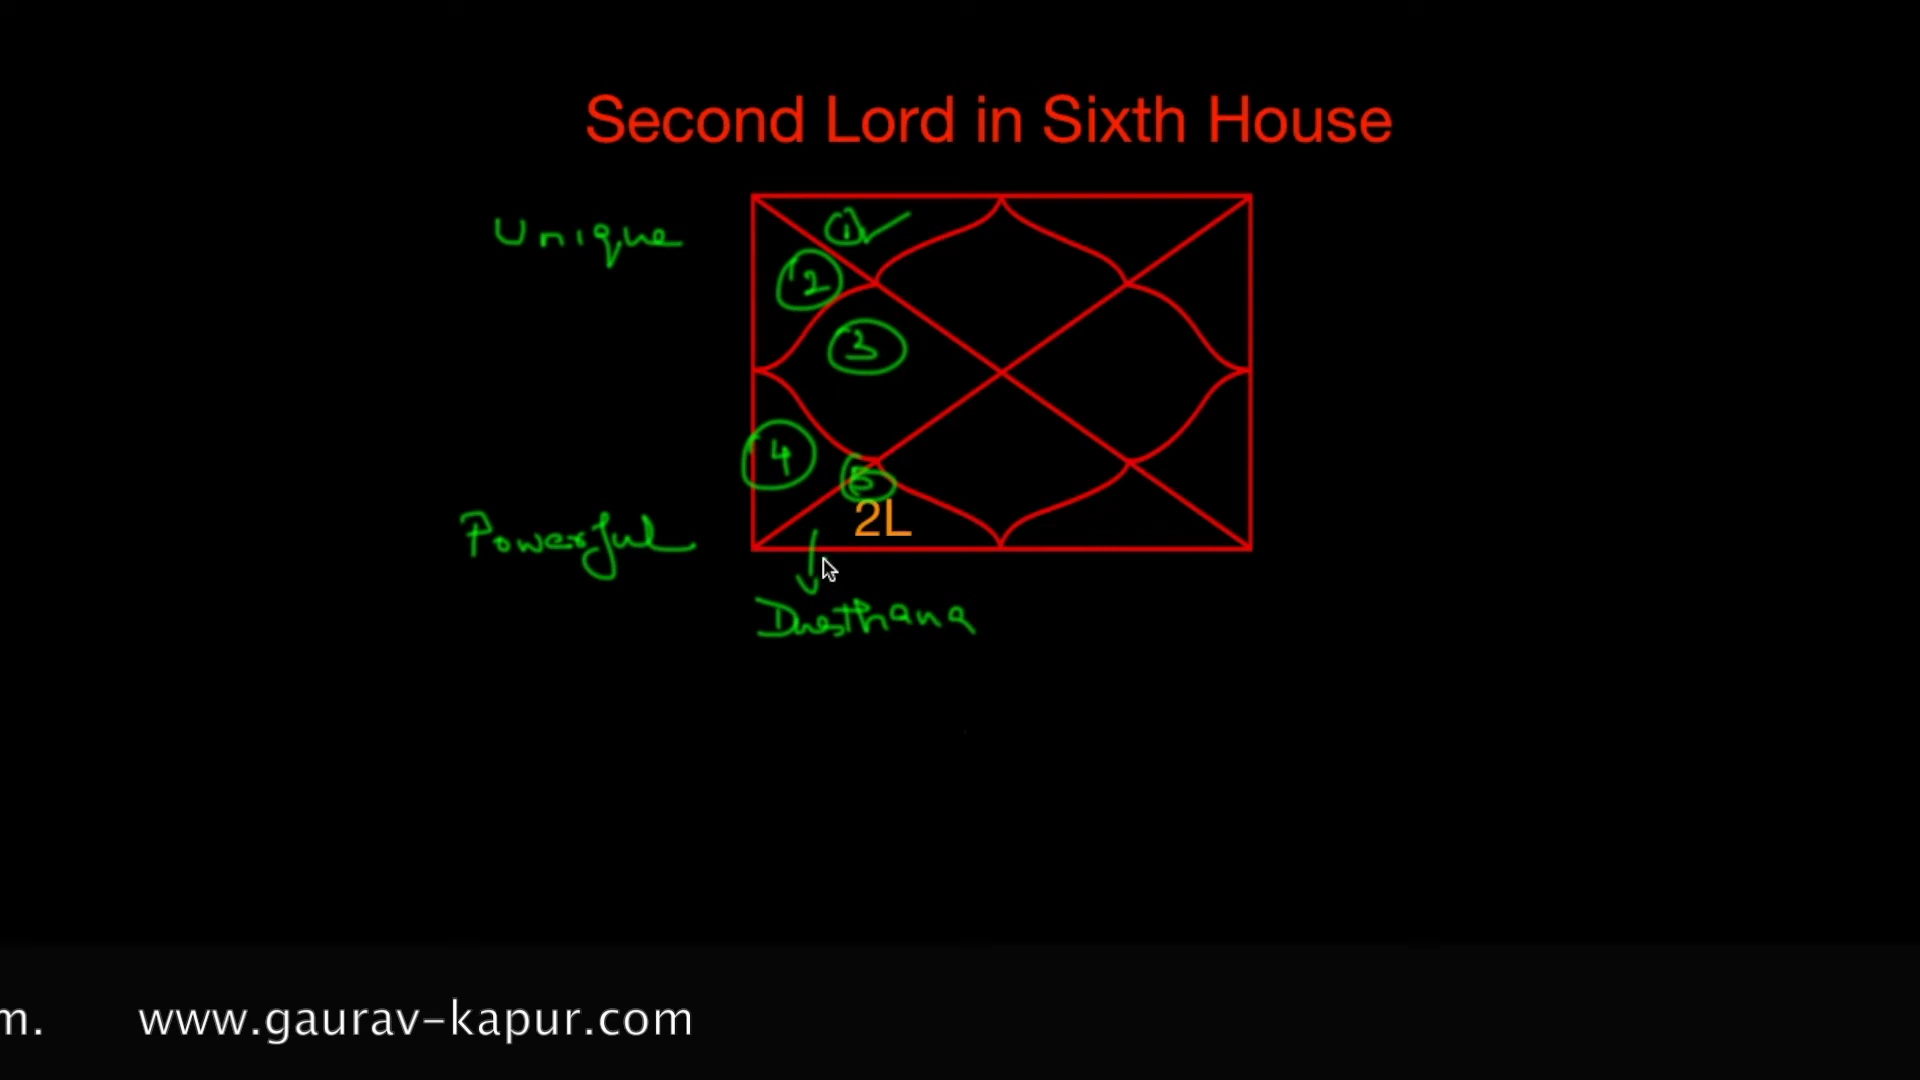 Second Lord in Sixth House
Unique
1
2
3
4
5
2L
Powerful
Dusthana
m. www.gaurav-kapur.com